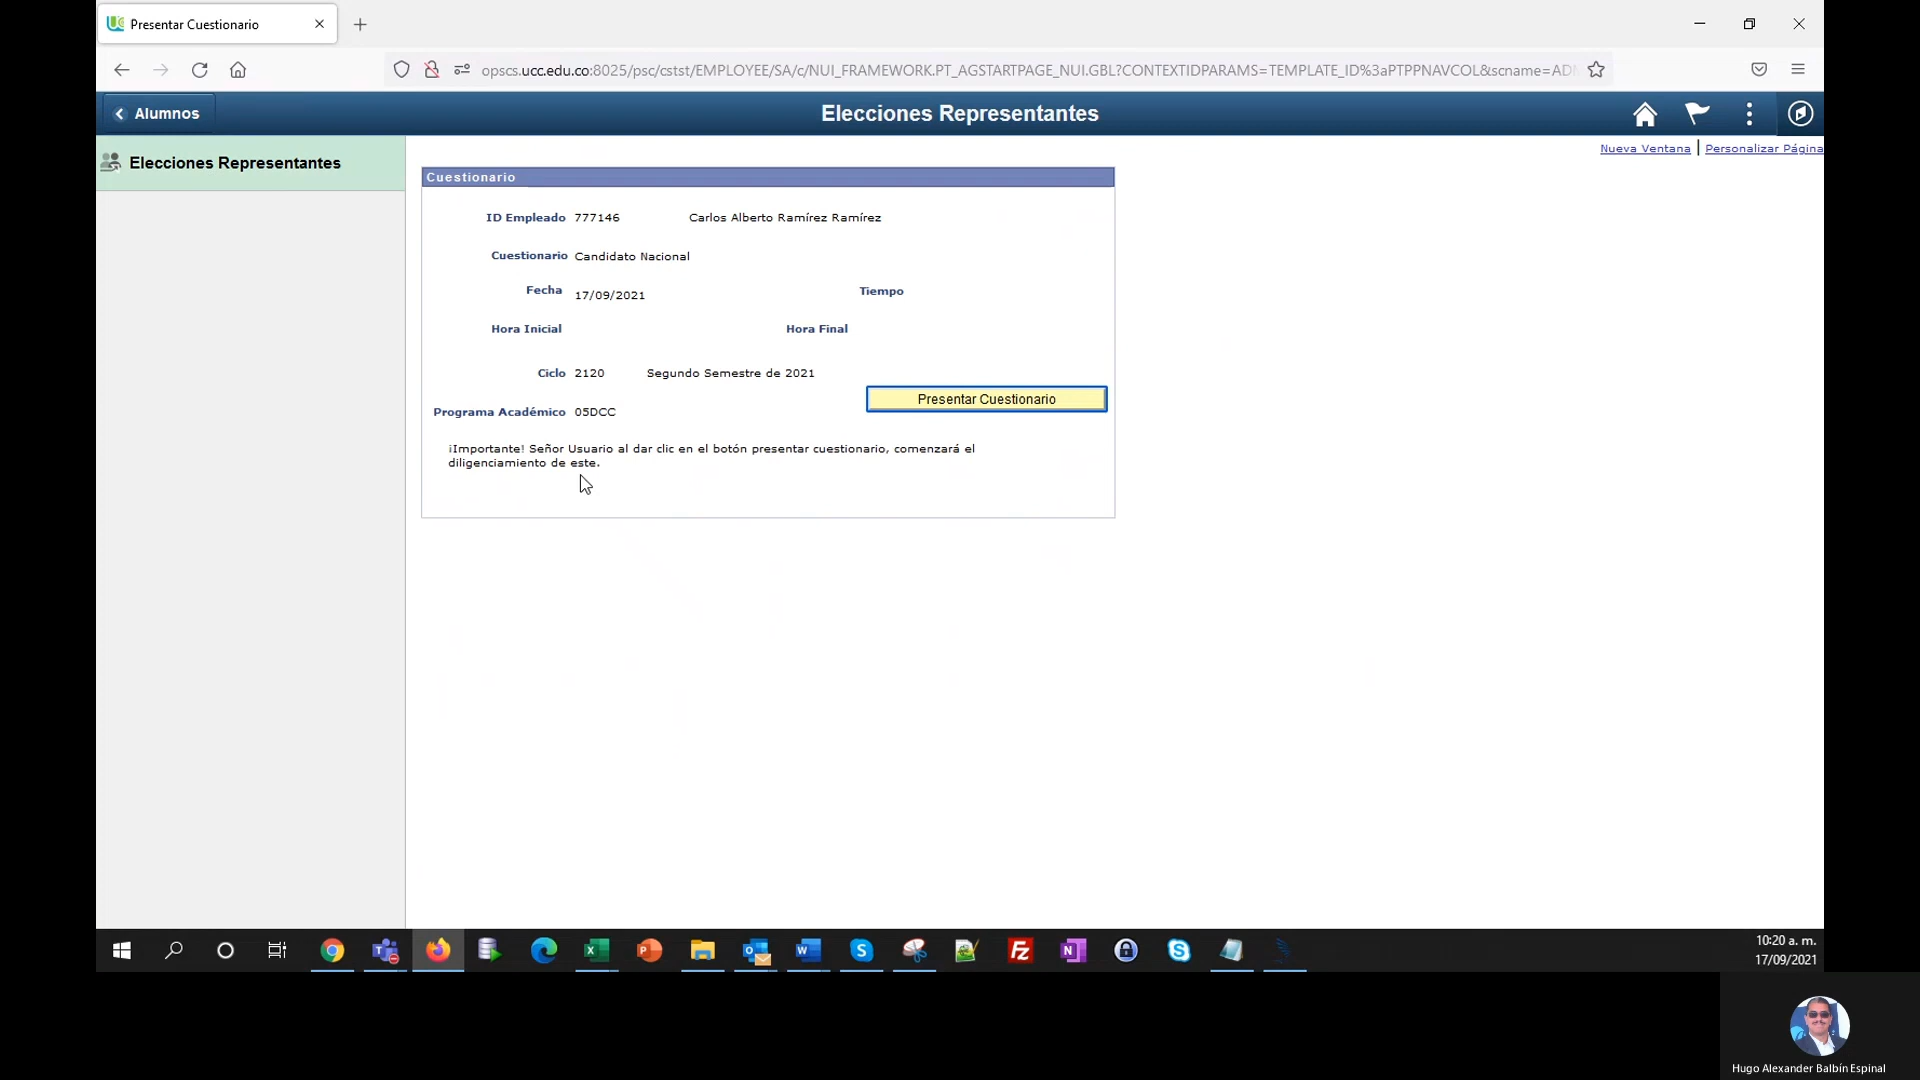 Presentar Cuestionario
opscs.ucc.edu.co:8025/psc/cstst/EMPLOYEE/SA/c/NUI_FRAMEWORK.PT_AGSTARTPAGE_NUI.GBL?CONTEXTIDPARAMS=TEMPLATE_ID%3aPTPPNAVCOL&scname=ADM
Alumnos
Elecciones Representantes
Elecciones Representantes
Nueva Ventana | Personalizar Página
Cuestionario
ID Empleado 777146 Carlos Alberto Ramírez Ramírez
Cuestionario Candidato Nacional
Fecha 17/09/2021 Tiempo
Hora Inicial Hora Final
Ciclo 2120 Segundo Semestre de 2021
Presentar Cuestionario
Programa Académico 05DCC
¡Importante! Señor Usuario al dar clic en el botón presentar cuestionario, comenzará el
diligenciamiento de este.
10:20 a. m.
17/09/2021
Hugo Alexander Balbín Espinal